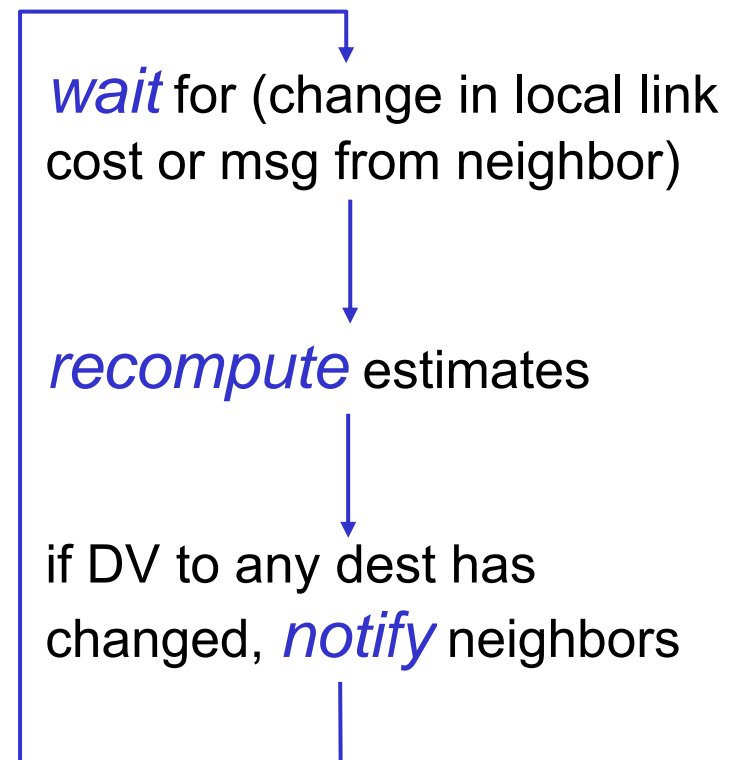 wait for (change in local link
cost or msg from neighbor)
recompute estimates
if DV to any dest has
changed, notify neighbors